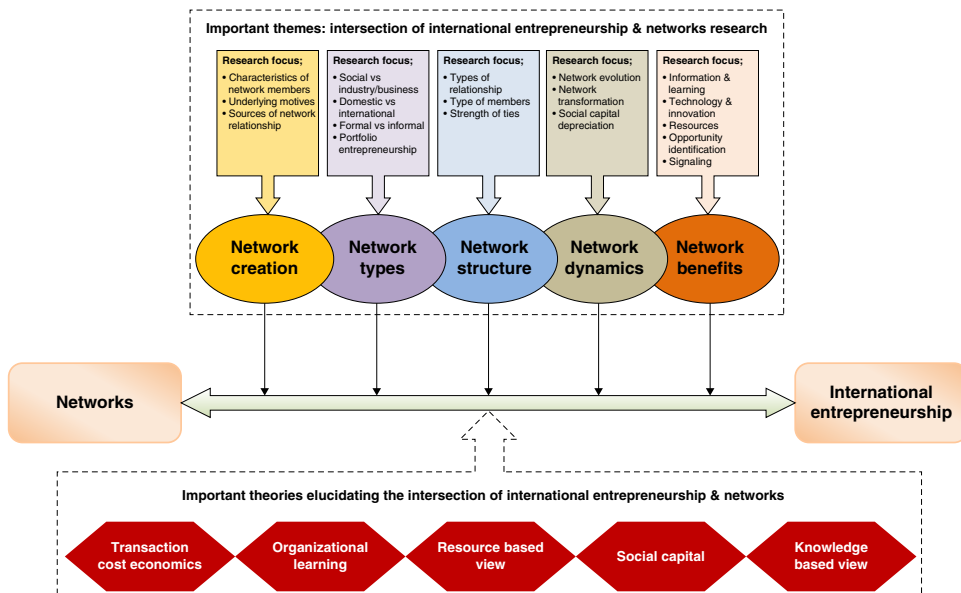 Important themes: intersection of international entrepreneurship & networks research
Research focus;
• Characteristics of
network members
• Underlying motives
• Sources of network
relationship
Research focus;
• Social vs
industry/business
• Domestic vs
international
• Formal vs informal
• Portfolio
entrepreneurship
Research focus;
• Types of
relationship
• Type of members
• Strength of ties
Research focus;
• Network evolution
• Network
transformation
• Social capital
depreciation
Research focus;
• Information &
learning
• Technology &
innovation
• Resources
• Opportunity
identification
• Signaling
Network
creation
Network
types
Network
structure
Network
dynamics
Network
benefits
Networks
International
entrepreneurship
Important theories elucidating the intersection of international entrepreneurship & networks
Transaction
cost economics
Organizational
learning
Resource based
view
Social capital
Knowledge
based view